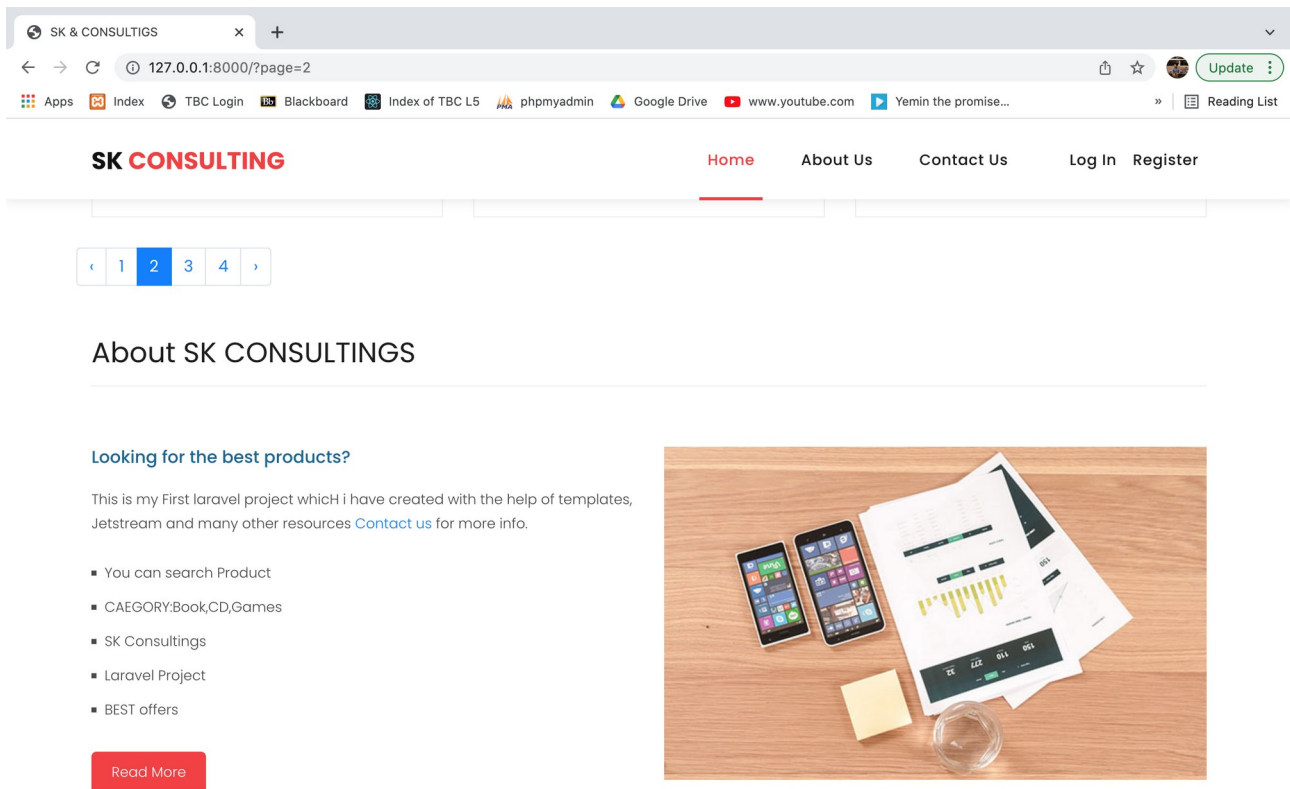 SK & CONSULTIGS
127.0.0.1:8000/?page=2
Update
Apps Index TBC Login Blackboard Index of TBC L5 phpmyadmin Google Drive www.youtube.com Yemin the promise... » Reading List
SK CONSULTING Home About Us Contact Us Log In Register
‹ 1 2 3 4 ›
About SK CONSULTINGS
Looking for the best products?
This is my First laravel project whicH i have created with the help of templates,
Jetstream and many other resources Contact us for more info.
You can search Product
CAEGORY:Book,CD,Games
SK Consultings
Laravel Project
BEST offers
Read More
32 277 110 150